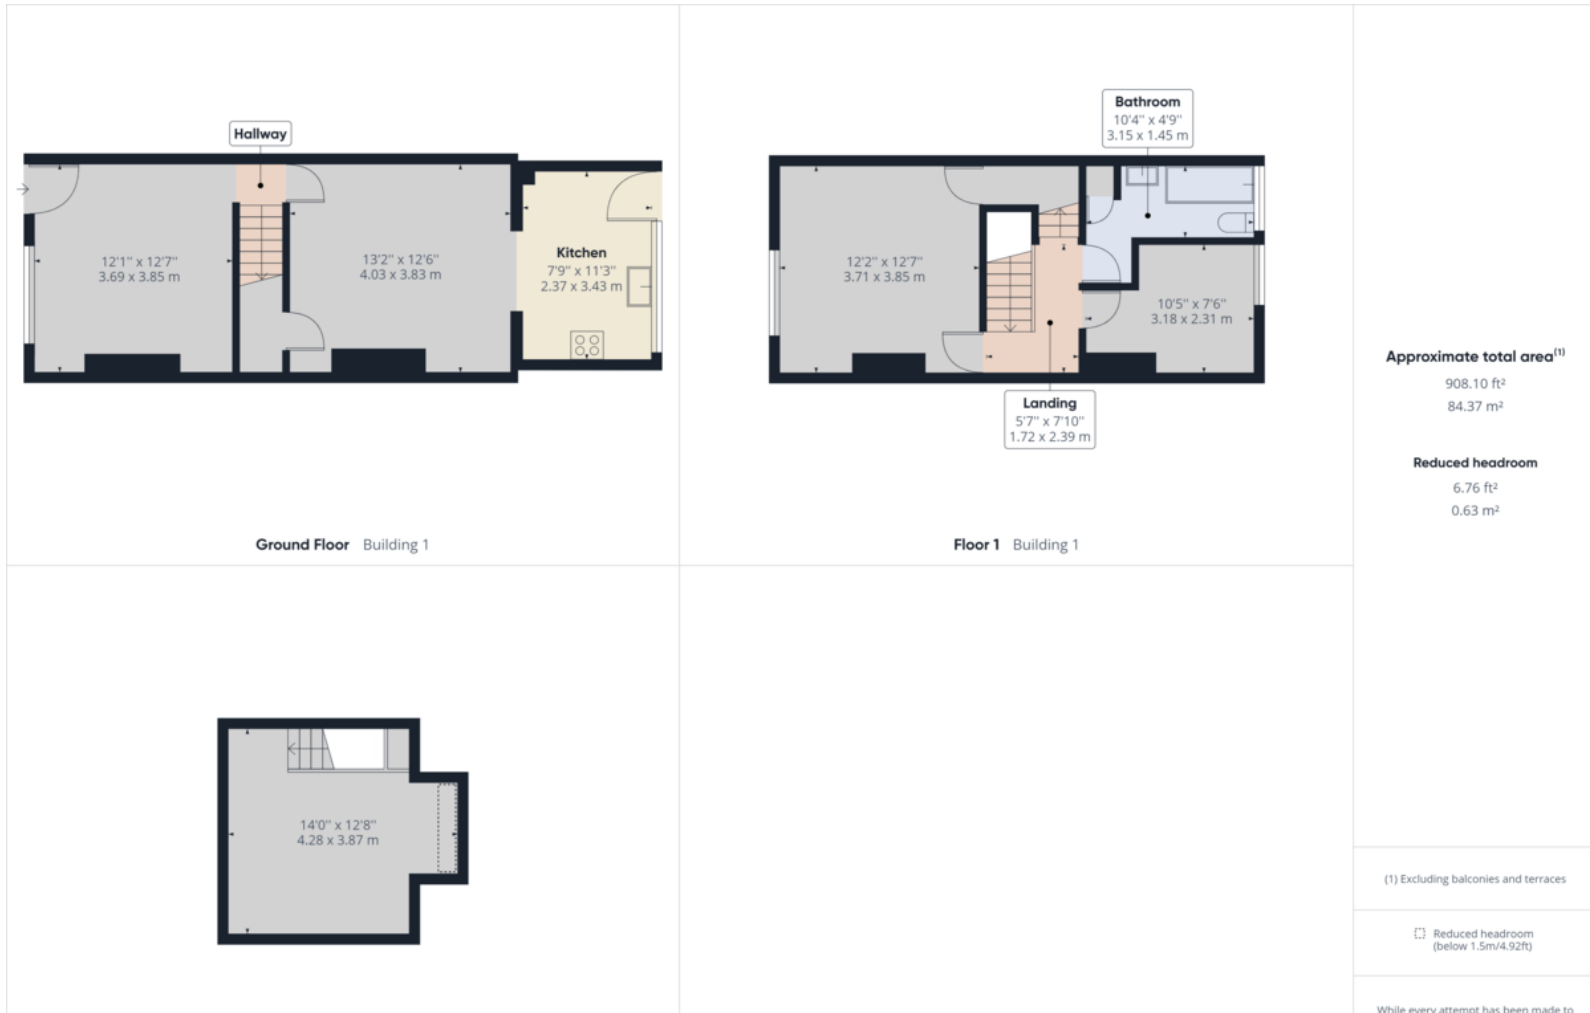 Hallway
12'1'' x 12'7''
3.69 x 3.85 m
13'2'' x 12'6''
4.03 x 3.83 m
Kitchen
7'9'' x 11'3''
2.37 x 3.43 m
Ground Floor Building 1
Bathroom
10'4'' x 4'9''
3.15 x 1.45 m
12'2'' x 12'7''
3.71 x 3.85 m
10'5'' x 7'6''
3.18 x 2.31 m
Landing
5'7'' x 7'10''
1.72 x 2.39 m
Floor 1 Building 1
14'0'' x 12'8''
4.28 x 3.87 m
Approximate total area(1)
908.10 ft²
84.37 m²
Reduced headroom
6.76 ft²
0.63 m²
(1) Excluding balconies and terraces
Reduced headroom
(below 1.5m/4.92ft)
While every attempt has been made to